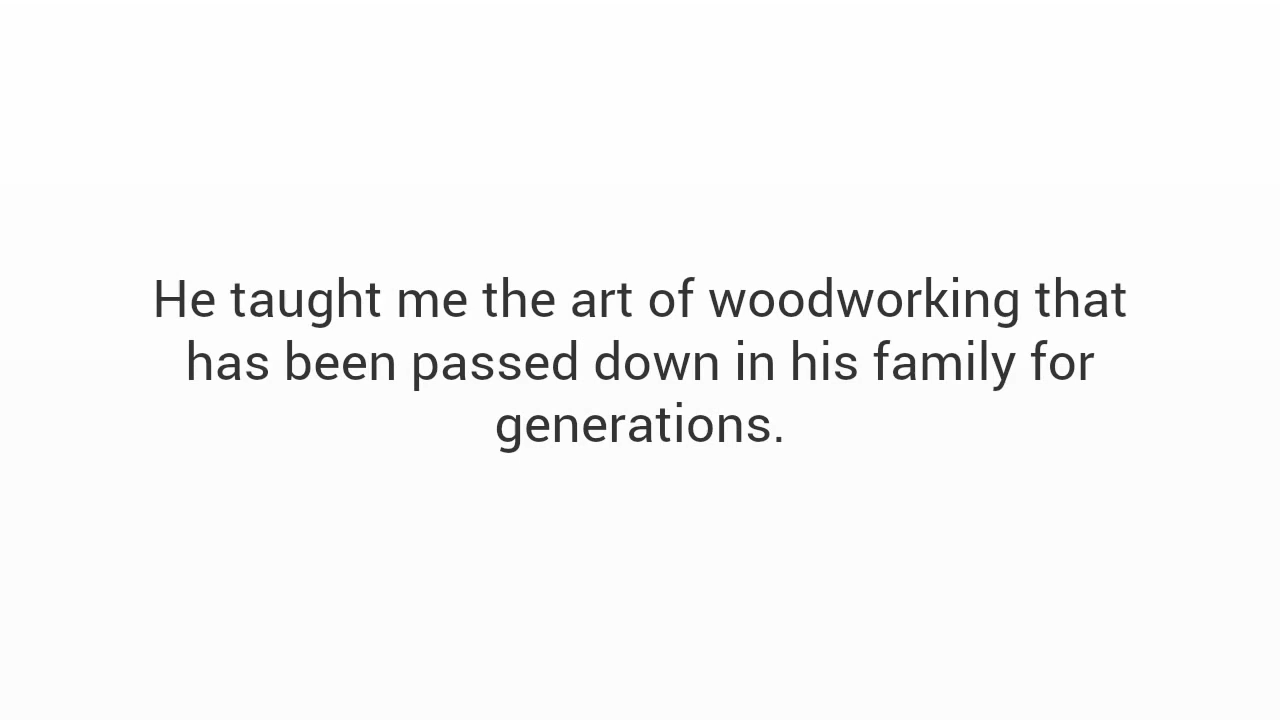 He taught me the art of woodworking that
has been passed down in his family for
generations.